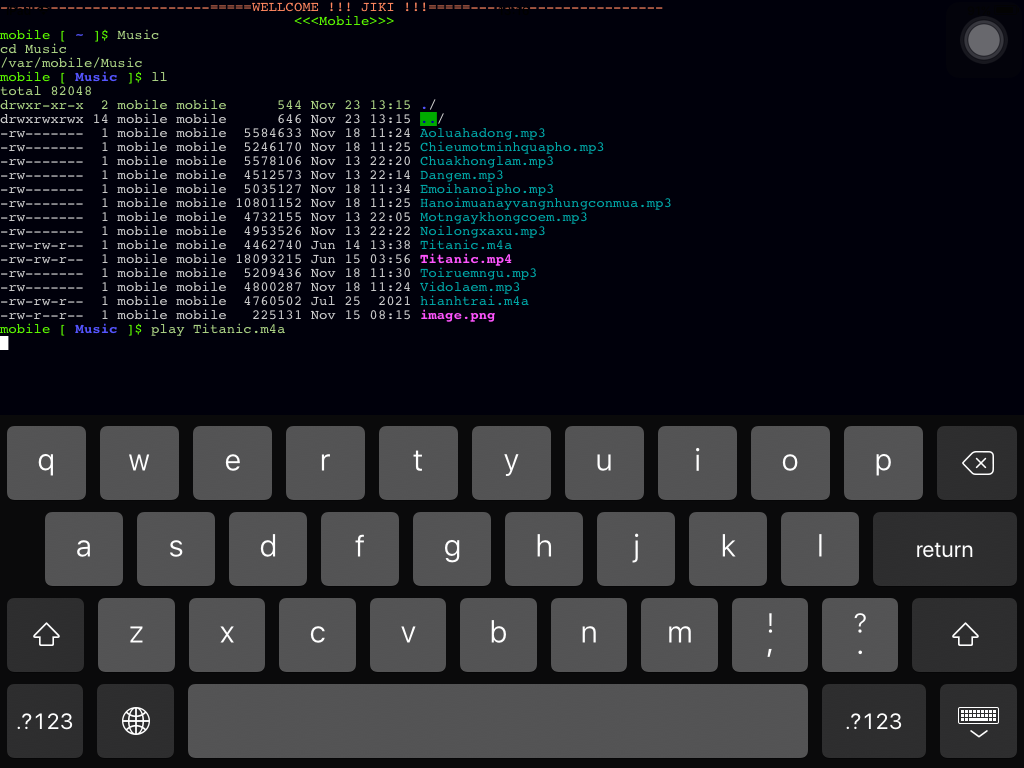 -------------------------=====WELLCOME !!! JIKI !!!=====-----------------------
<<<Mobile>>>
mobile [ ~ ]$ Music
cd Music
/var/mobile/Music
mobile [ Music ]$ ll
total 82048
drwxr-xr-x  2 mobile mobile      544 Nov 23 13:15 ./
drwxrwxrwx 14 mobile mobile      646 Nov 23 13:15 ../
-rw-------  1 mobile mobile  5584633 Nov 18 11:24 Aoluahadong.mp3
-rw-------  1 mobile mobile  5246170 Nov 18 11:25 Chieumotminhquapho.mp3
-rw-------  1 mobile mobile  5578106 Nov 13 22:20 Chuakhonglam.mp3
-rw-------  1 mobile mobile  4512573 Nov 13 22:14 Dangem.mp3
-rw-------  1 mobile mobile  5035127 Nov 18 11:34 Emoihanoipho.mp3
-rw-------  1 mobile mobile 10801152 Nov 18 11:25 Hanoimuanayvangnhungconmua.mp3
-rw-------  1 mobile mobile  4732155 Nov 13 22:05 Motngaykhongcoem.mp3
-rw-------  1 mobile mobile  4953526 Nov 13 22:22 Noilongxaxu.mp3
-rw-rw-r--  1 mobile mobile  4462740 Jun 14 13:38 Titanic.m4a
-rw-rw-r--  1 mobile mobile 18093215 Jun 15 03:56 Titanic.mp4
-rw-------  1 mobile mobile  5209436 Nov 18 11:30 Toiruemngu.mp3
-rw-------  1 mobile mobile  4800287 Nov 18 11:24 Vidolaem.mp3
-rw-rw-r--  1 mobile mobile  4760502 Jul 25  2021 hianhtrai.m4a
-rw-r--r--  1 mobile mobile   225131 Nov 15 08:15 image.png
mobile [ Music ]$ play Titanic.m4a
q w e r t y u i o p
a s d f g h j k l return
z x c v b n m ! , ? .
.?123 .?123